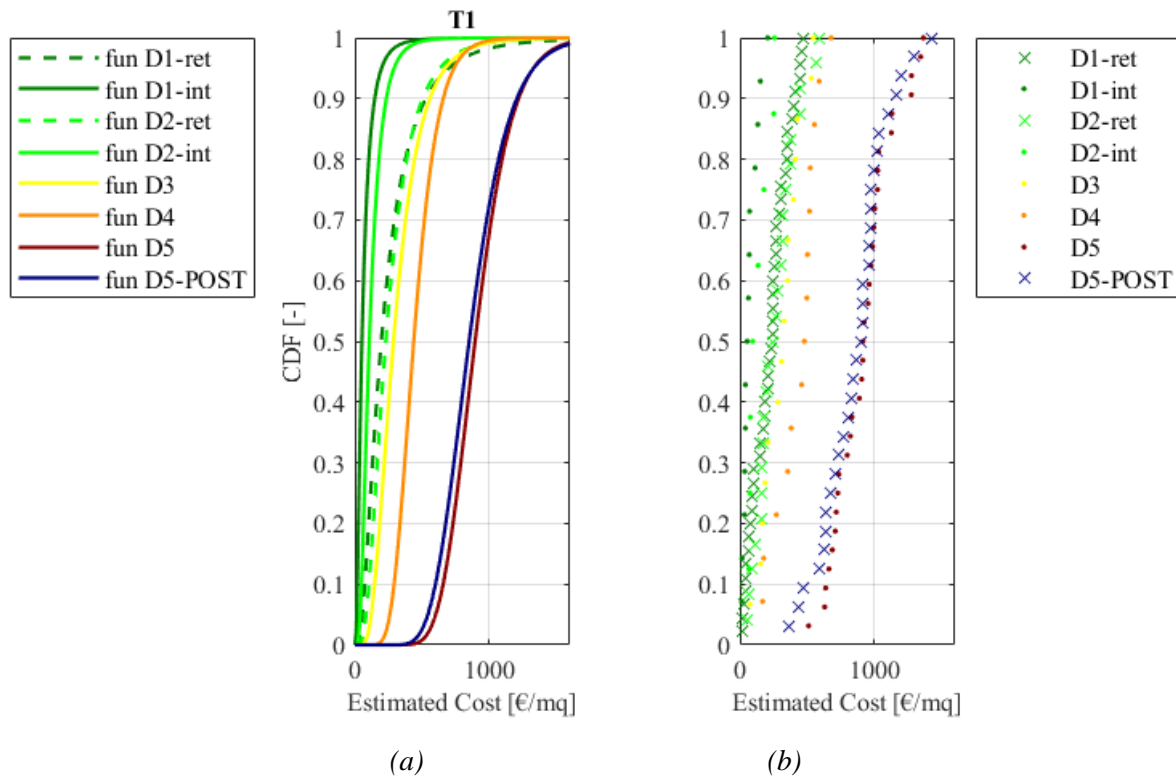 T1
fun D1-ret
fun D1-int
fun D2-ret
fun D2-int
fun D3
fun D4
fun D5
fun D5-POST
CDF [-]
1
0.9
0.8
0.7
0.6
0.5
0.4
0.3
0.2
0.1
0
0
1000
Estimated Cost [€/mq]
(a)
1
0.9
0.8
0.7
0.6
0.5
0.4
0.3
0.2
0.1
0
0
1000
Estimated Cost [€/mq]
(b)
D1-ret
D1-int
D2-ret
D2-int
D3
D4
D5
D5-POST